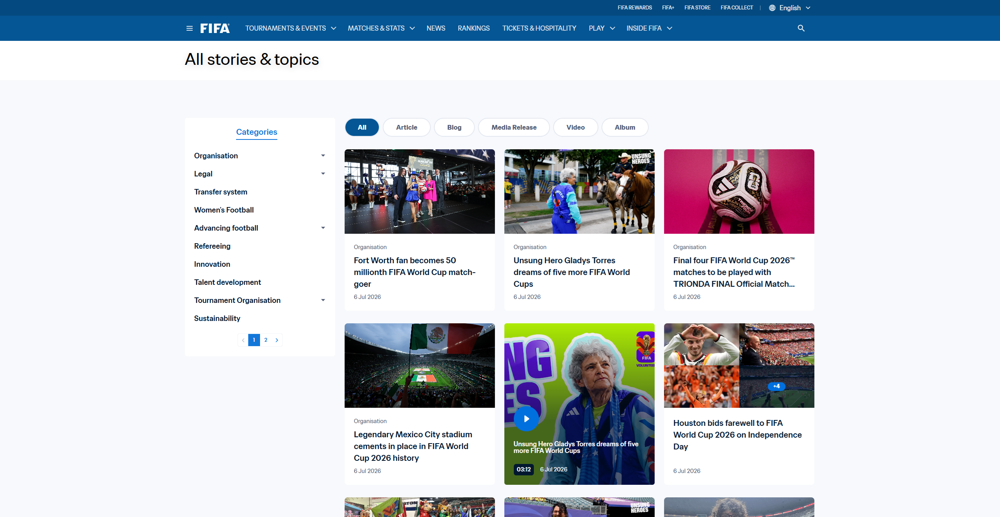 FIFA REWARDS FIFA+ FIFA STORE FIFA COLLECT | English
FIFA TOURNAMENTS & EVENTS MATCHES & STATS NEWS RANKINGS TICKETS & HOSPITALITY PLAY INSIDE FIFA
All stories & topics
Categories
Organisation
Legal
Transfer system
Women's Football
Advancing football
Refereeing
Innovation
Talent development
Tournament Organisation
Sustainability
1 2
All Article Blog Media Release Video Album
Organisation
Fort Worth fan becomes 50
millionth FIFA World Cup match-
goer
6 Jul 2026
UNSUNG
HEROES
VOLUNTEER
Organisation
Unsung Hero Gladys Torres
dreams of five more FIFA World
Cups
6 Jul 2026
FIFA
TRIONDA
FINAL
Organisation
Final four FIFA World Cup 2026™
matches to be played with
TRIONDA FINAL Official Match...
6 Jul 2026
Organisation
Legendary Mexico City stadium
cements in place in FIFA World
Cup 2026 history
6 Jul 2026
NG
ES
FIFA
VOLUNTEER
Unsung Hero Gladys Torres dreams of five
more FIFA World Cups
03:12 6 Jul 2026
+4
Houston bids farewell to FIFA
World Cup 2026 on Independence
Day
6 Jul 2026
UNSUNG
HEROES